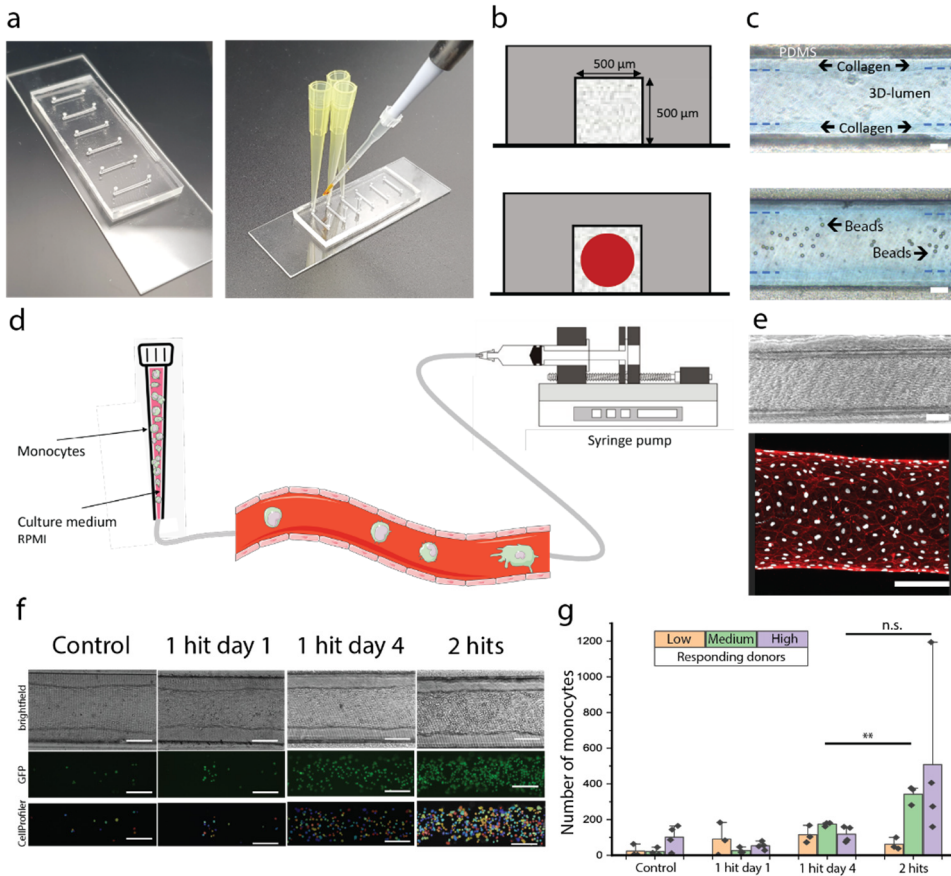 a
b
500 µm
500 µm
c
PDMS
Collagen
3D-lumen
Collagen
Beads
Beads
d
Monocytes
Culture medium
RPMI
Syringe pump
e
f
Control
1 hit day 1
1 hit day 4
2 hits
brightfield
GFP
CellProfiler
g
Low
Medium
High
Responding donors
n.s.
**
Number of monocytes
1200
1000
800
600
400
200
0
Control
1 hit day 1
1 hit day 4
2 hits